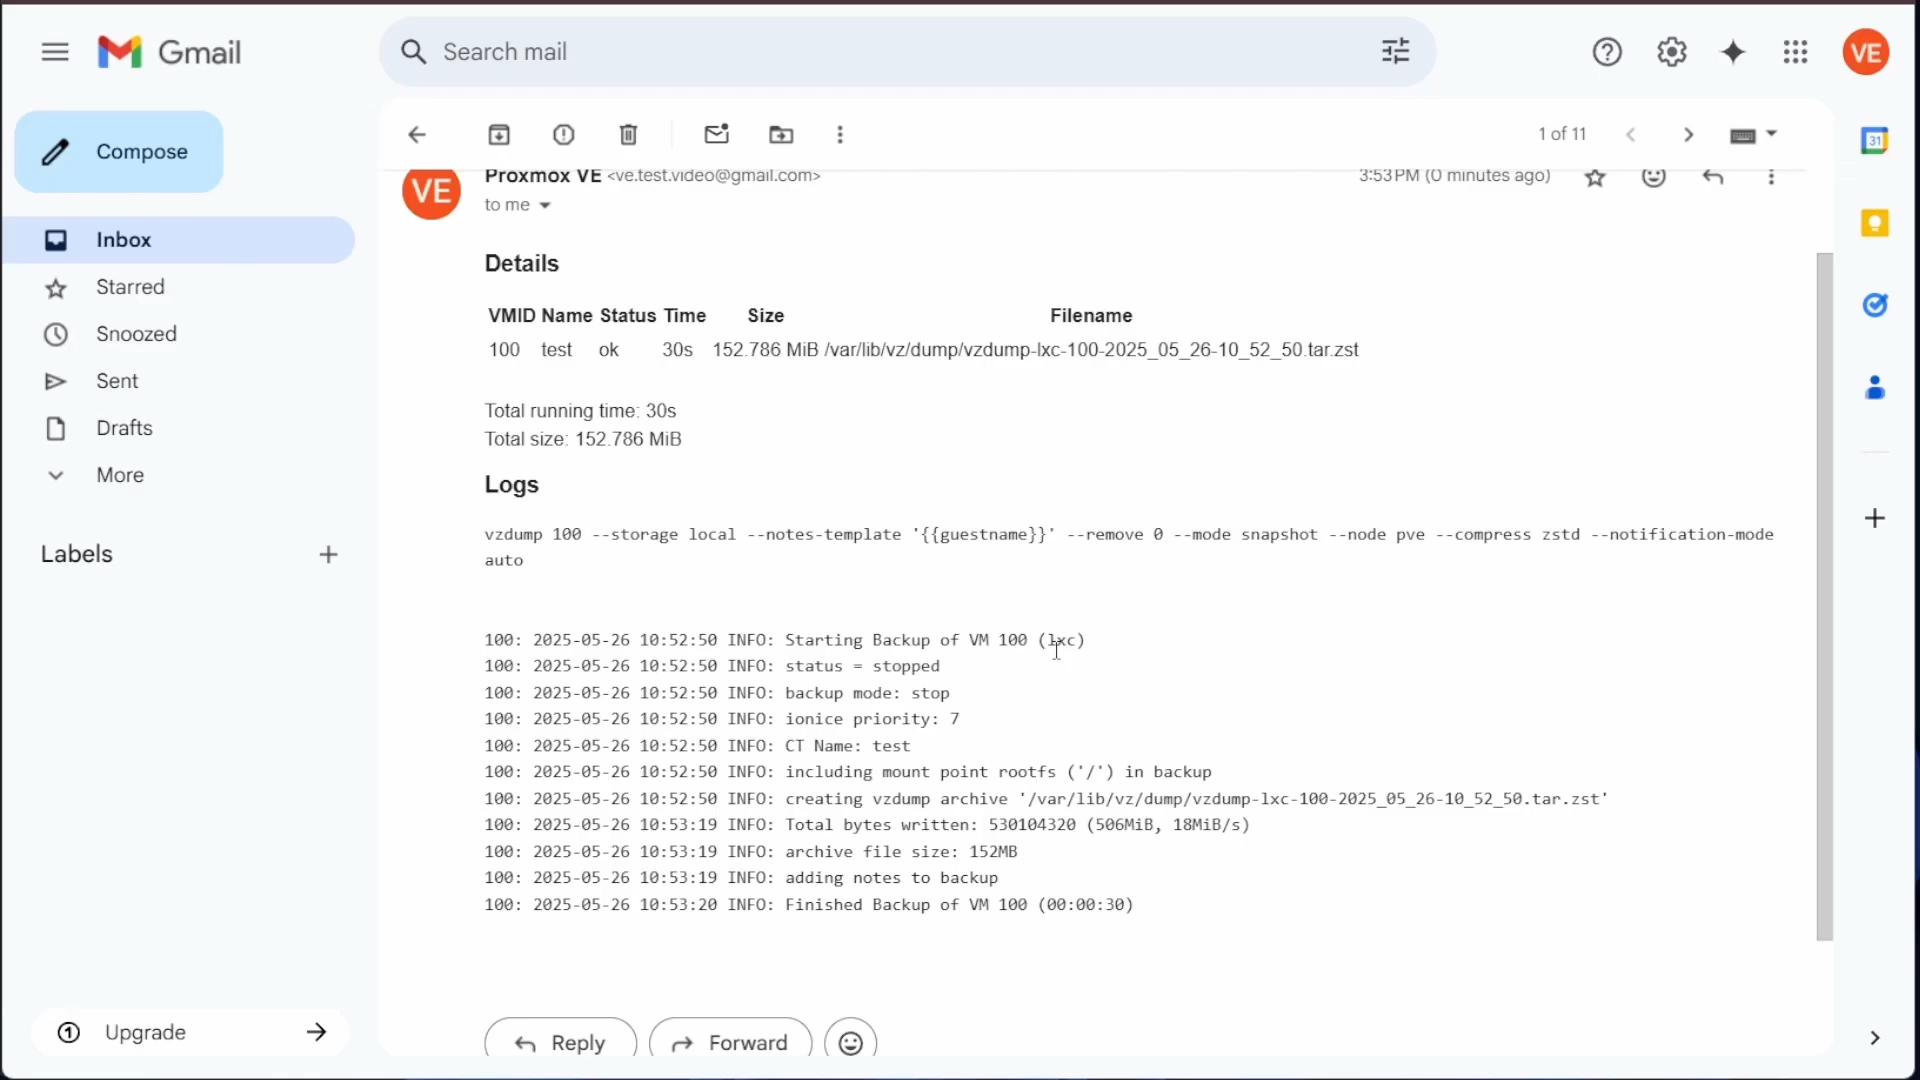 Gmail
Search mail
VE
Compose
1 of 11
31
VE
Proxmox VE <ve.test.video@gmail.com>
3:53 PM (0 minutes ago)
to me
Inbox
Starred
Snoozed
Sent
Drafts
More
Labels
Details
VMID Name Status Time Size Filename
100 test ok 30s 152.786 MiB /var/lib/vz/dump/vzdump-lxc-100-2025_05_26-10_52_50.tar.zst
Total running time: 30s
Total size: 152.786 MiB
Logs
vzdump 100 --storage local --notes-template '{{guestname}}' --remove 0 --mode snapshot --node pve --compress zstd --notification-mode
auto
100: 2025-05-26 10:52:50 INFO: Starting Backup of VM 100 (lxc)
100: 2025-05-26 10:52:50 INFO: status = stopped
100: 2025-05-26 10:52:50 INFO: backup mode: stop
100: 2025-05-26 10:52:50 INFO: ionice priority: 7
100: 2025-05-26 10:52:50 INFO: CT Name: test
100: 2025-05-26 10:52:50 INFO: including mount point rootfs ('/') in backup
100: 2025-05-26 10:52:50 INFO: creating vzdump archive '/var/lib/vz/dump/vzdump-lxc-100-2025_05_26-10_52_50.tar.zst'
100: 2025-05-26 10:53:19 INFO: Total bytes written: 530104320 (506MiB, 18MiB/s)
100: 2025-05-26 10:53:19 INFO: archive file size: 152MB
100: 2025-05-26 10:53:19 INFO: adding notes to backup
100: 2025-05-26 10:53:20 INFO: Finished Backup of VM 100 (00:00:30)
1 Upgrade
Reply
Forward